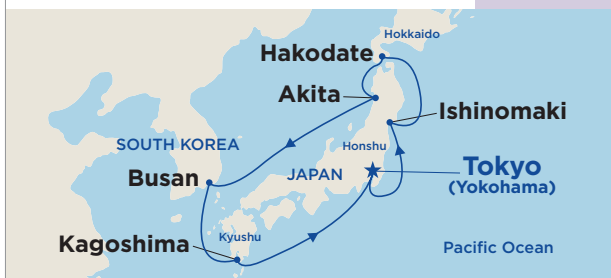 Hokkaido
Hakodate
Akita
Ishinomaki
SOUTH KOREA
Honshu
Busan
JAPAN
Tokyo
(Yokohama)
Kagoshima
Kyushu
Pacific Ocean